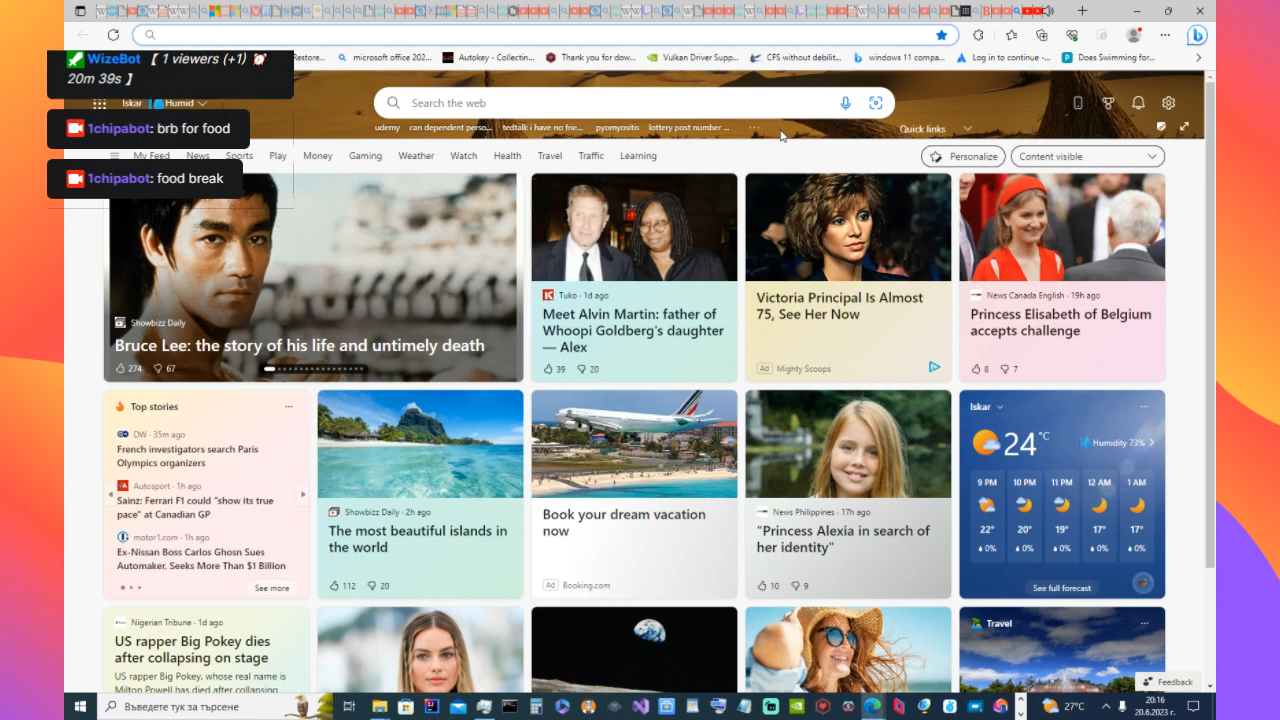 WizeBot 【 1 viewers (+1) ⏰
20m 39s 】
1chipabot: brb for food
1chipabot: food break
Restore...
microsoft office 202...
Autokey - Collectin...
Thank you for dow...
Vulkan Driver Supp...
CFS without debilit...
windows 11 compa...
Log in to continue -...
Does Swimming for...
Iskar Humid
Search the web
udemy can dependent perso... tedtalk i have no frie... pyomyositis lottery post number ... ...
Quick links
My Feed News Sports Play Money Gaming Weather Watch Health Travel Traffic Learning
Personalize
Content visible
Showbizz Daily
Bruce Lee: the story of his life and untimely death
274 67
Tuko · 1d ago
Meet Alvin Martin: father of
Whoopi Goldberg's daughter
— Alex
39 20
Victoria Principal Is Almost
75, See Her Now
Ad Mighty Scoops
News Canada English · 19h ago
Princess Elisabeth of Belgium
accepts challenge
8 7
Top stories
DW · 35m ago
French investigators search Paris
Olympics organizers
Autosport · 1h ago
Sainz: Ferrari F1 could "show its true
pace" at Canadian GP
motor1.com · 1h ago
Ex-Nissan Boss Carlos Ghosn Sues
Automaker, Seeks More Than $1 Billion
See more
Showbizz Daily · 2h ago
The most beautiful islands in
the world
112 20
Book your dream vacation
now
Ad Booking.com
News Philippines · 17h ago
"Princess Alexia in search of
her identity"
10 9
Iskar
24 °C
Humidity 73%
9 PM 10 PM 11 PM 12 AM 1 AM
22° 20° 19° 17° 17°
0% 0% 0% 0% 0%
See full forecast
Nigerian Tribune · 1d ago
US rapper Big Pokey dies
after collapsing on stage
US rapper Big Pokey, whose real name is
Milton Powell has died after collapsing
Travel
Feedback
Въведете тук за търсене
27°C
20:16
20.6.2023 г.